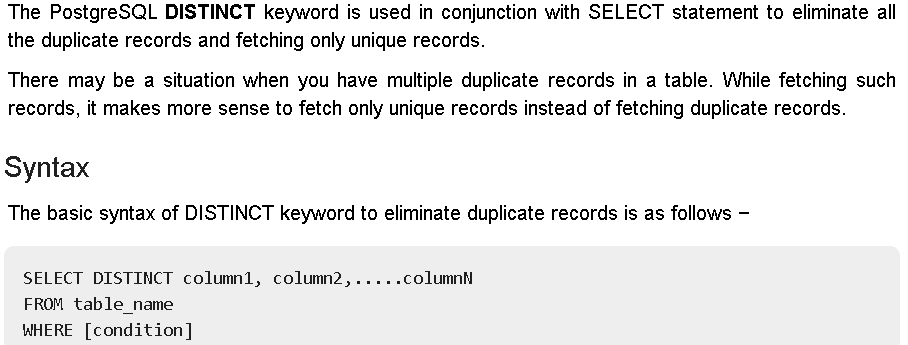 The PostgreSQL DISTINCT keyword is used in conjunction with SELECT statement to eliminate all
the duplicate records and fetching only unique records.
There may be a situation when you have multiple duplicate records in a table. While fetching such
records, it makes more sense to fetch only unique records instead of fetching duplicate records.
Syntax
The basic syntax of DISTINCT keyword to eliminate duplicate records is as follows −
SELECT DISTINCT column1, column2,.....columnN
FROM table_name
WHERE [condition]